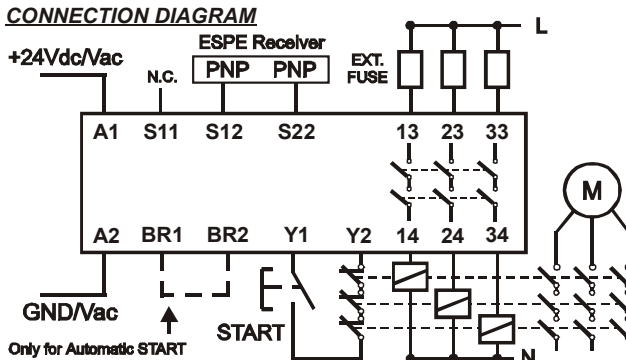 CONNECTION DIAGRAM
+24Vdc/Vac
N.C.
ESPE Receiver
PNP PNP
EXT.
FUSE
L
A1 S11 S12 S22 13 23 33
M
A2 BR1 BR2 Y1 Y2 14 24 34
GND/Vac
START
Only for Automatic START
N